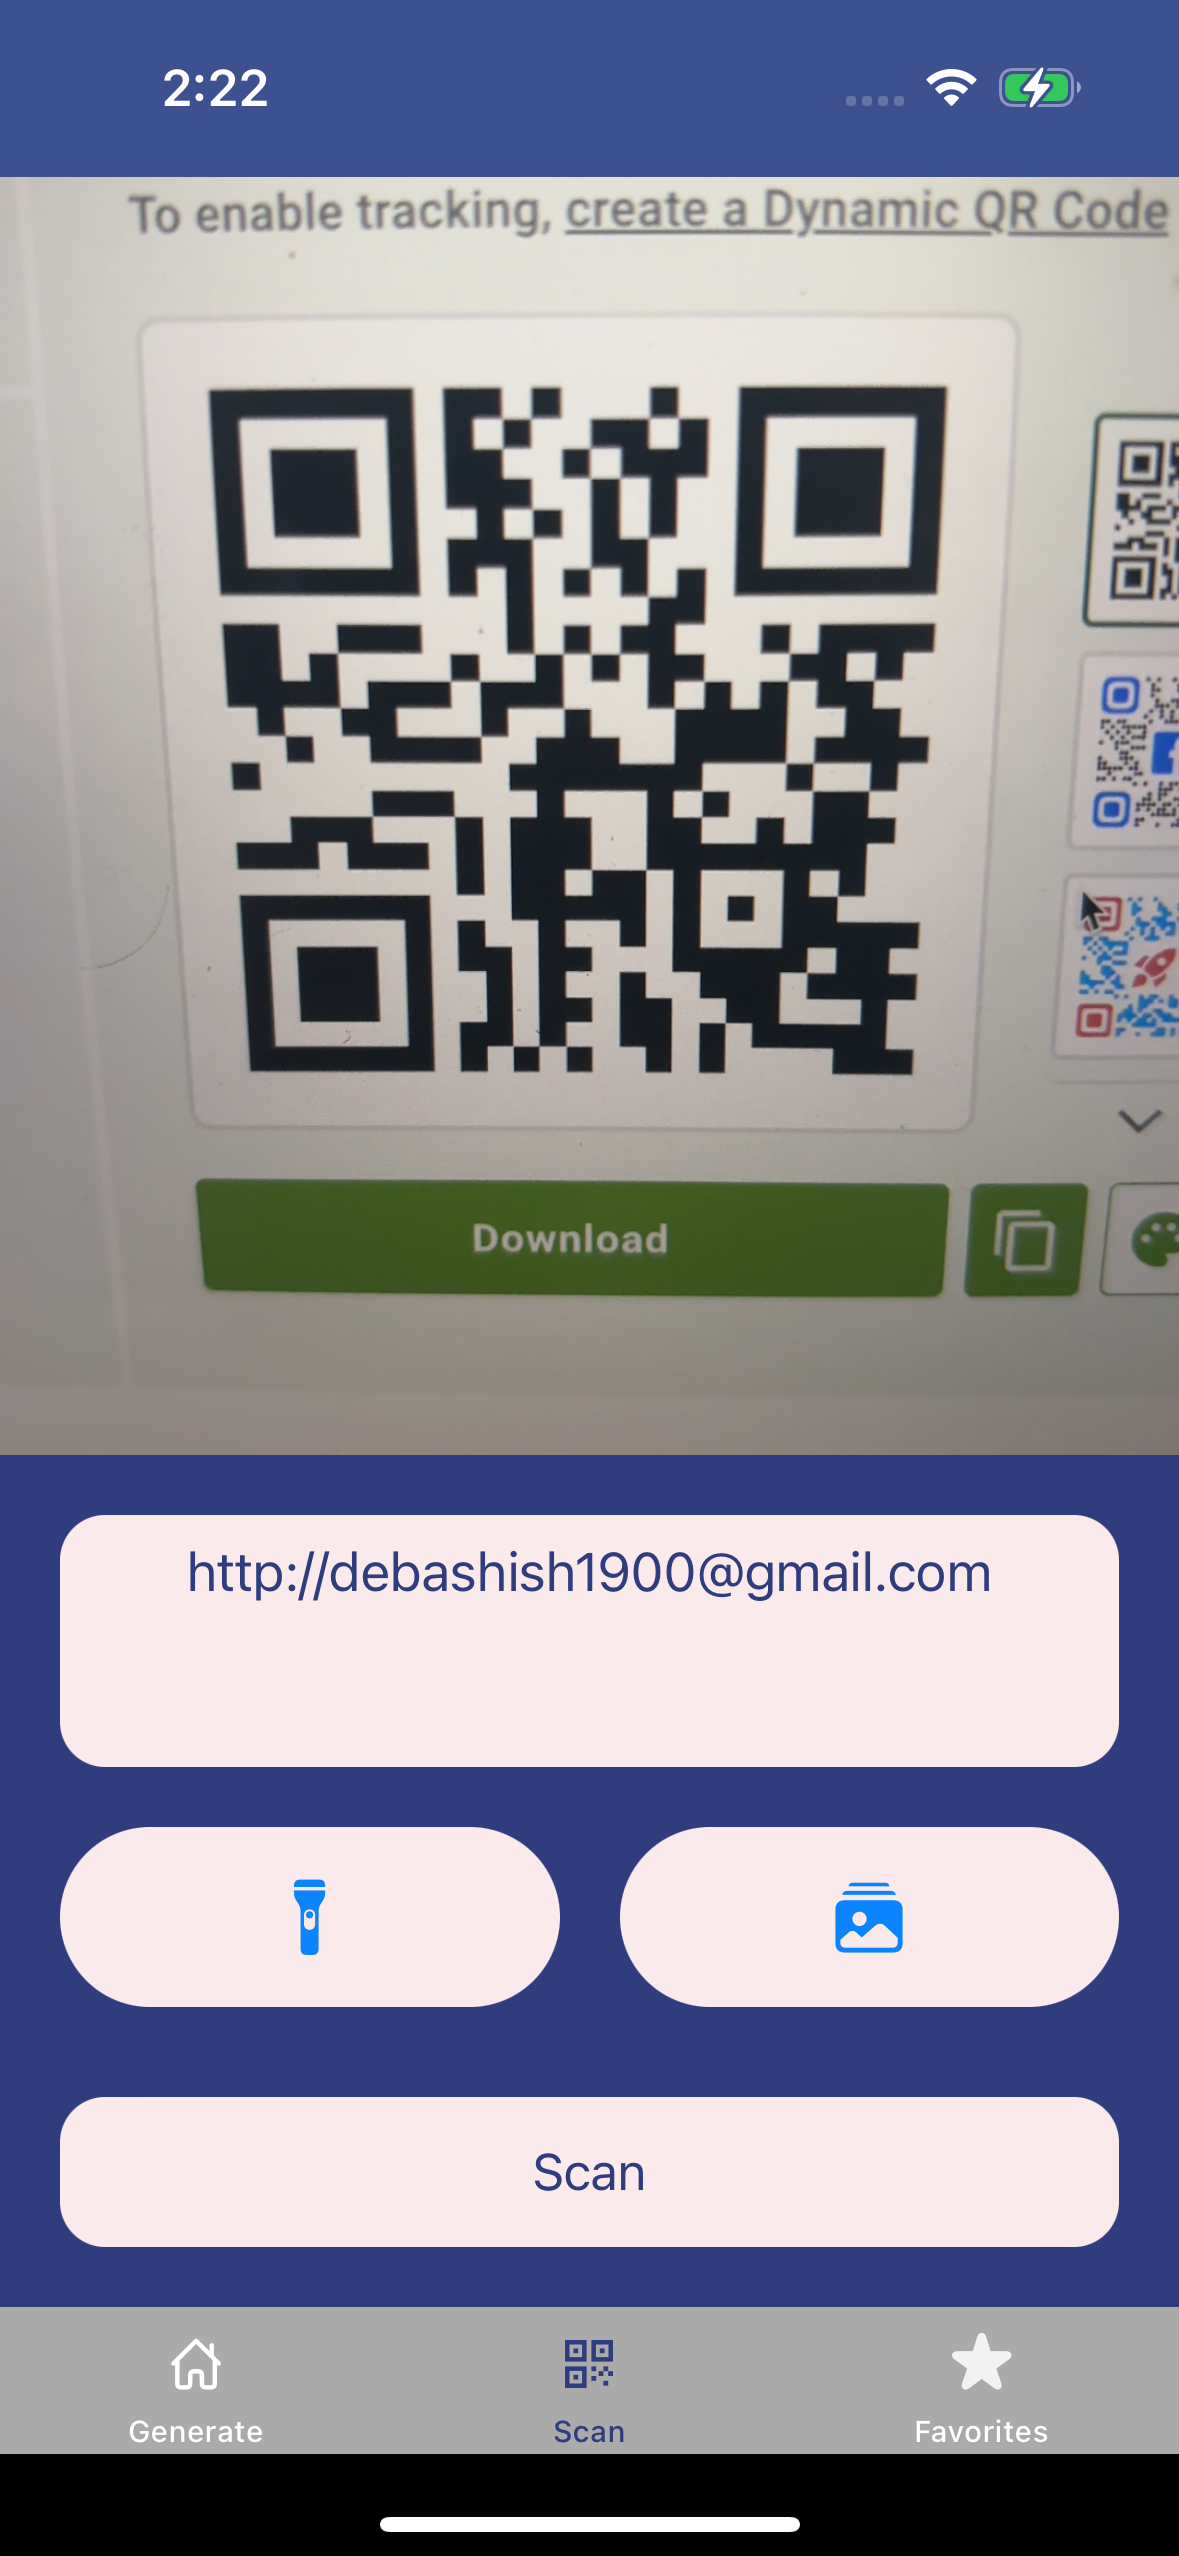 2:22
To enable tracking, create a Dynamic QR Code
Download
http://debashish1900@gmail.com
Scan
Generate
Scan
Favorites